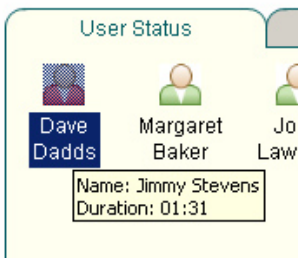 User Status
Dave
Dadds
Margaret
Baker
Jo
Law
Name: Jimmy Stevens
Duration: 01:31